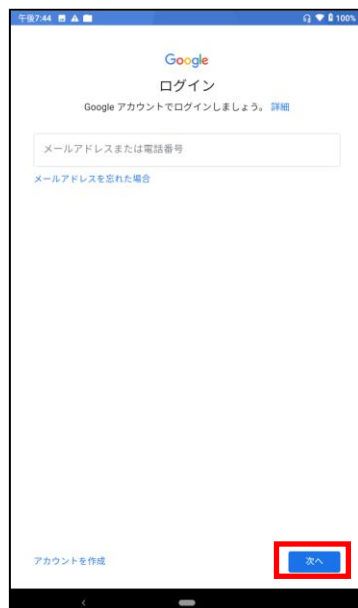 午後7:44 100%
Google
ログイン
Google アカウントでログインしましょう。 詳細
メールアドレスまたは電話番号
メールアドレスを忘れた場合
アカウントを作成 次へ